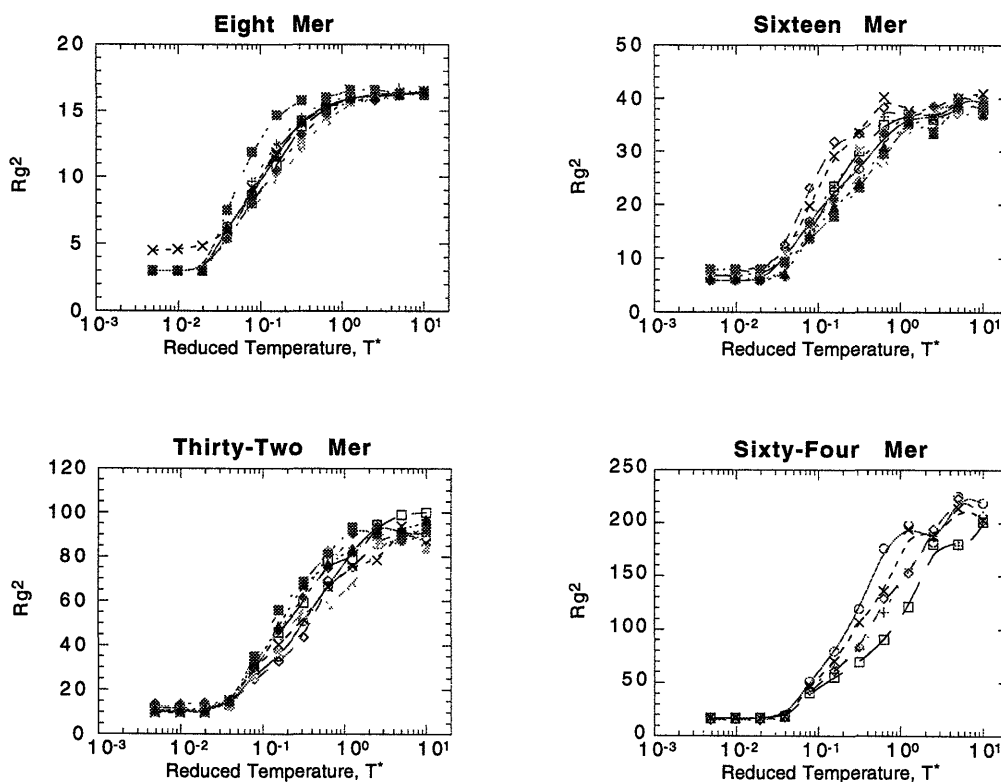 Eight Mer
20
15
10
5
0
Rg²
10⁻³ 10⁻² 10⁻¹ 10⁰ 10¹
Reduced Temperature, T*
Sixteen Mer
50
40
30
20
10
0
Rg²
10⁻³ 10⁻² 10⁻¹ 10⁰ 10¹
Reduced Temperature, T*
Thirty-Two Mer
120
100
80
60
40
20
0
Rg²
10⁻³ 10⁻² 10⁻¹ 10⁰ 10¹
Reduced Temperature, T*
Sixty-Four Mer
250
200
150
100
50
0
Rg²
10⁻³ 10⁻² 10⁻¹ 10⁰ 10¹
Reduced Temperature, T*